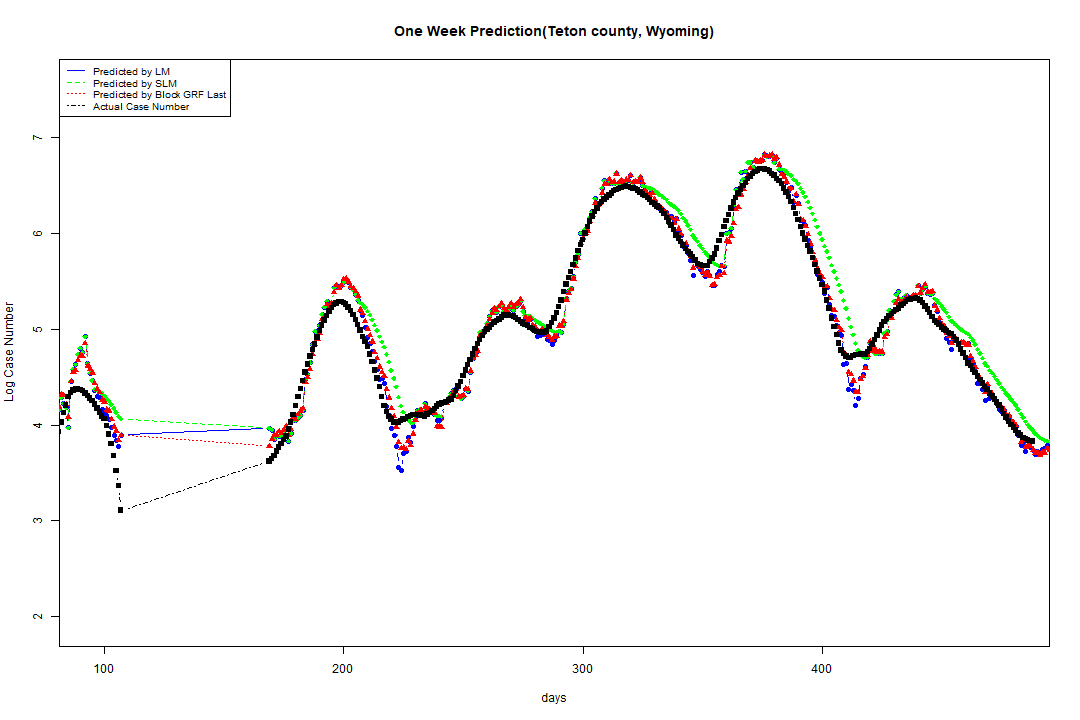 One Week Prediction(Teton county, Wyoming)
Predicted by LM
Predicted by SLM
Predicted by Block GRF Last
Actual Case Number
Log Case Number
7
6
5
4
3
2
100 200 300 400
days